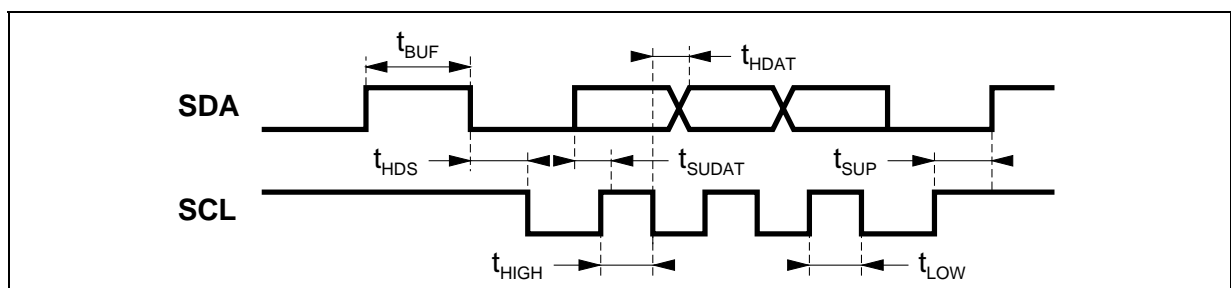 tBUF
tHDAT
SDA
tHDS
tSUDAT
tSUP
SCL
tHIGH
tLOW